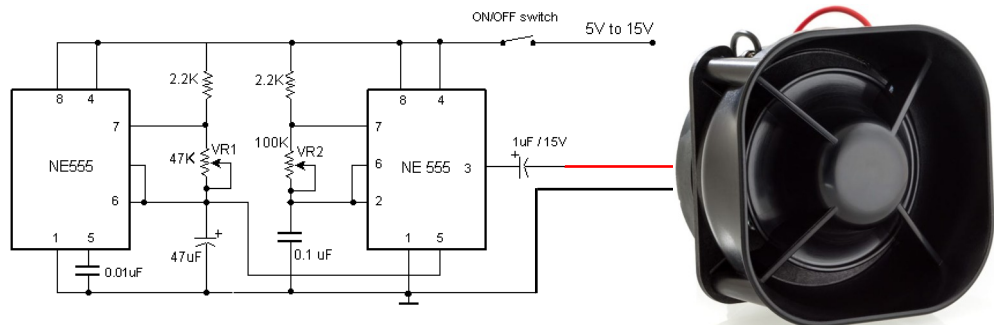 ON/OFF switch
5V to 15V
2.2K
2.2K
8 4
8 4
7
7
1uF /15V
+
100K
VR1
VR2
47K
NE555
6
NE 555 3
6
2
+
1 5
47uF
0.1 uF
1 5
0.01uF